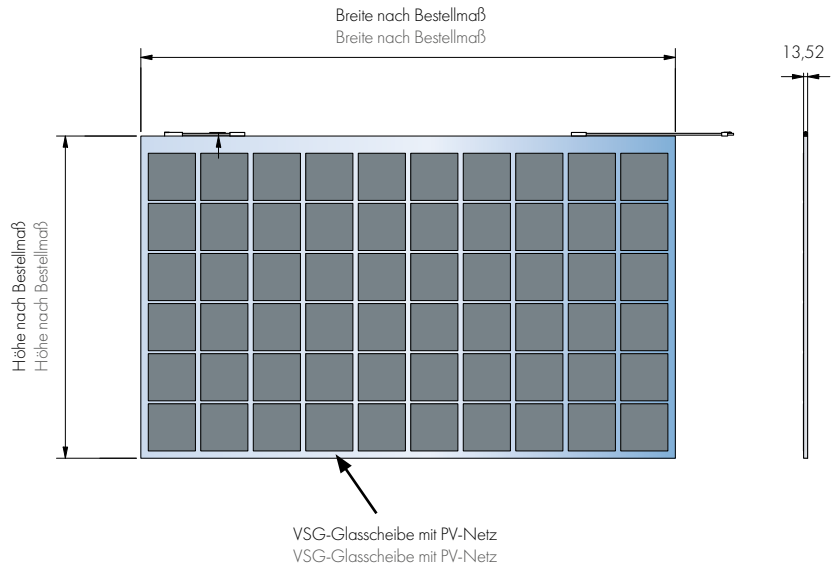 Breite nach Bestellmaß
Breite nach Bestellmaß
13,52
Höhe nach Bestellmaß
Höhe nach Bestellmaß
VSG-Glasscheibe mit PV-Netz
VSG-Glasscheibe mit PV-Netz